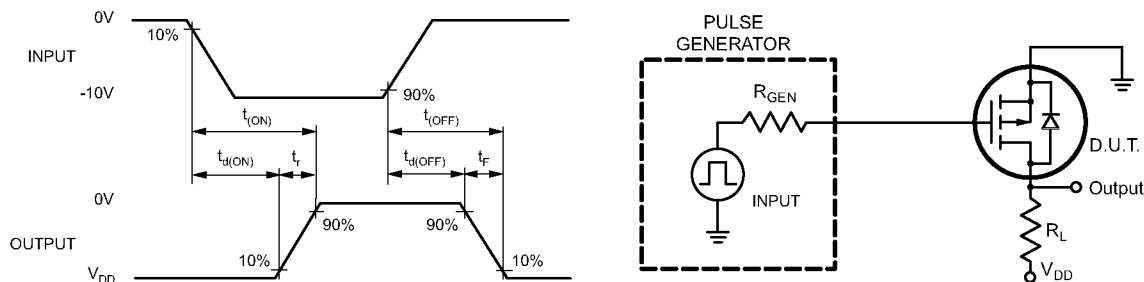 0V
10%
INPUT
-10V
90%
t(ON)
t(OFF)
td(ON)
tr
td(OFF)
tF
0V
90%
90%
OUTPUT
10%
10%
VDD
PULSE
GENERATOR
RGEN
INPUT
D.U.T.
Output
RL
VDD